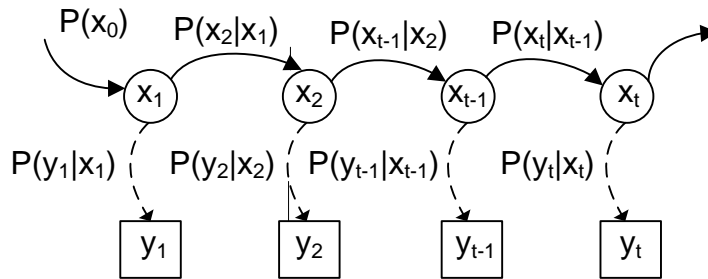 P(x₀) P(x₂|x₁) P(xₜ₋₁|x₂) P(xₜ|xₜ₋₁)
x₁ x₂ xₜ₋₁ xₜ
P(y₁|x₁) P(y₂|x₂) P(yₜ₋₁|xₜ₋₁) P(yₜ|xₜ)
y₁ y₂ yₜ₋₁ yₜ